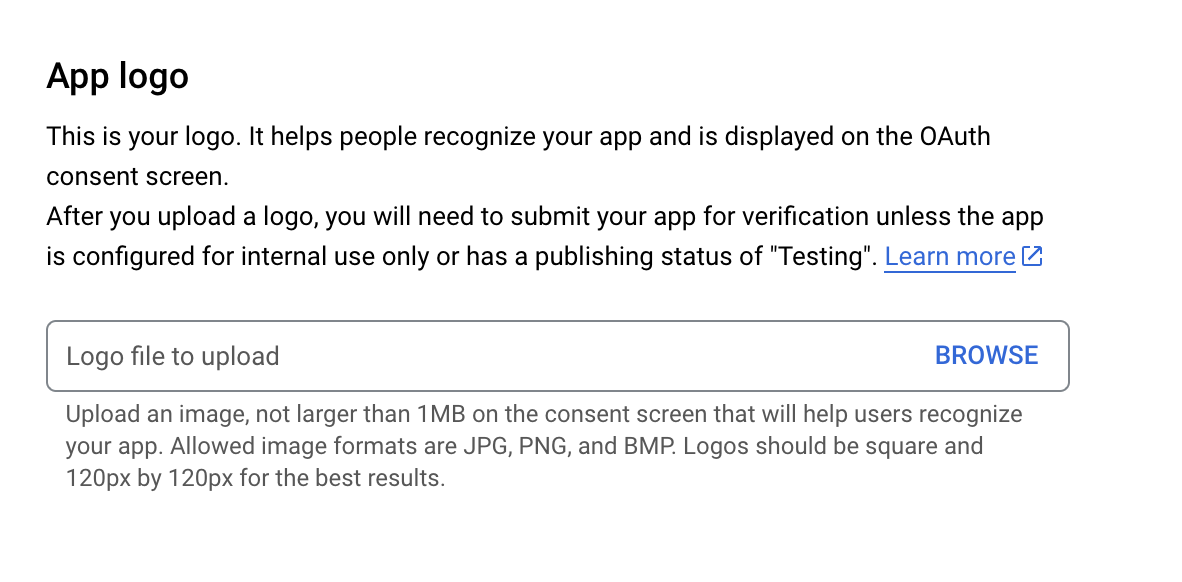 App logo
This is your logo. It helps people recognize your app and is displayed on the OAuth
consent screen.
After you upload a logo, you will need to submit your app for verification unless the app
is configured for internal use only or has a publishing status of "Testing". Learn more
Logo file to upload BROWSE
Upload an image, not larger than 1MB on the consent screen that will help users recognize
your app. Allowed image formats are JPG, PNG, and BMP. Logos should be square and
120px by 120px for the best results.